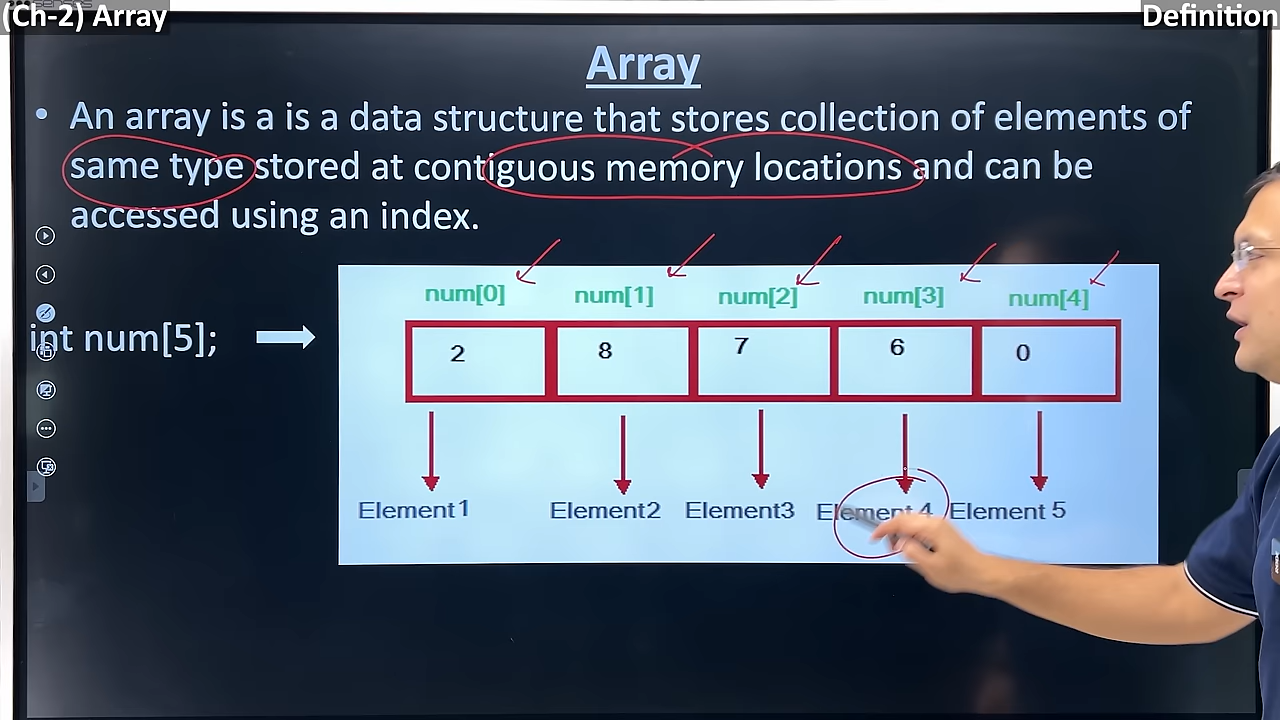 (Ch-2) Array
Definition
Array
• An array is a is a data structure that stores collection of elements of
same type stored at contiguous memory locations and can be
accessed using an index.
int num[5];
num[0] num[1] num[2] num[3] num[4]
2 8 7 6 0
Element1 Element2 Element3 Element4 Element 5